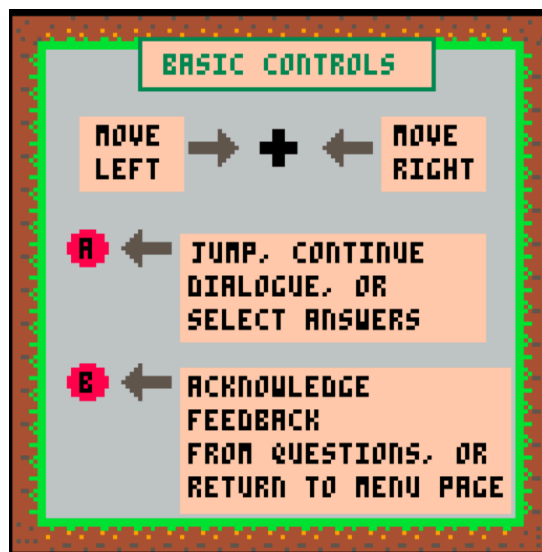 BASIC CONTROLS
MOVE
LEFT
MOVE
RIGHT
A
JUMP, CONTINUE
DIALOGUE, OR
SELECT ANSWERS
B
ACKNOWLEDGE
FEEDBACK
FROM QUESTIONS, OR
RETURN TO MENU PAGE